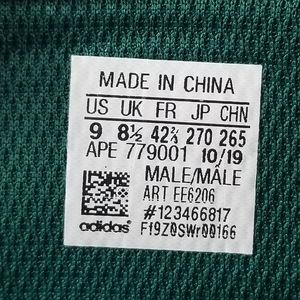 MADE IN CHINA
US UK FR JP CHN
9 8½ 42⅔ 270 265
APE 779001 10/19
MALE/MÂLE
ART EE6206
#123466817
adidas® F19Z0SWr00166